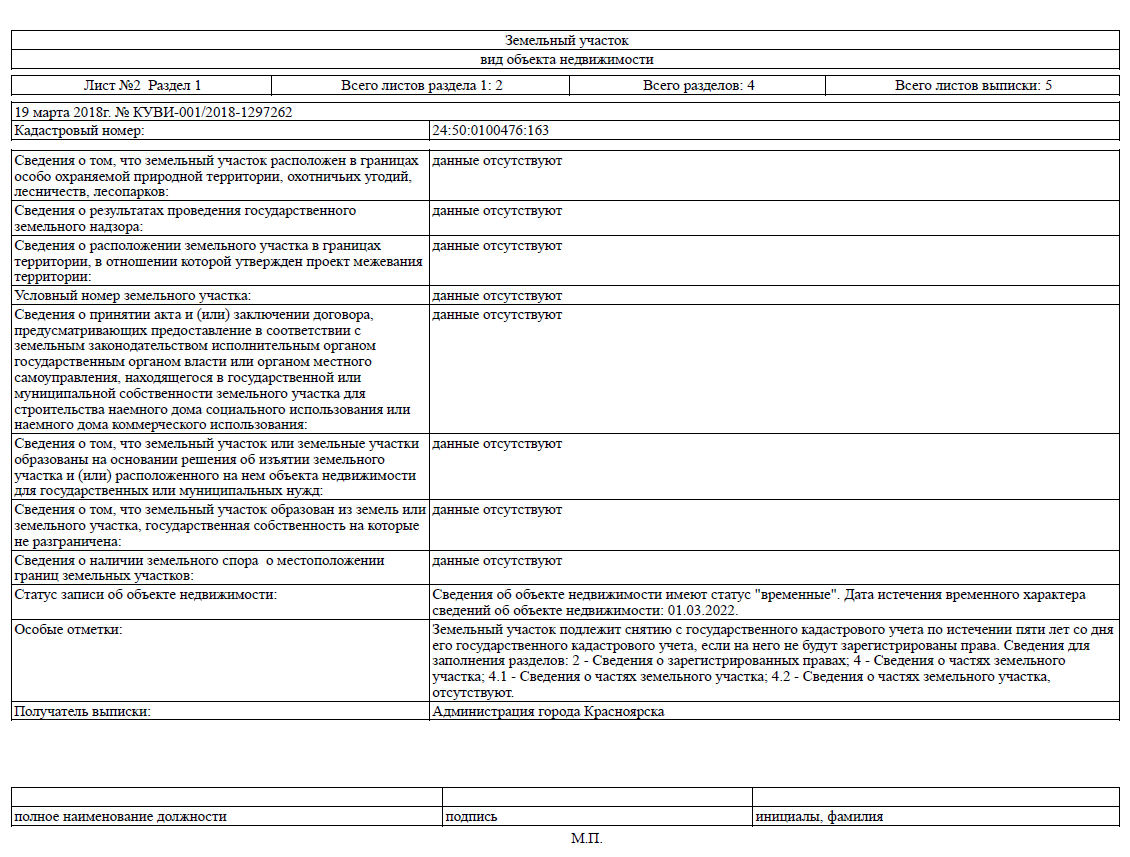 Земельный участок
вид объекта недвижимости
Лист №2 Раздел 1 Всего листов раздела 1: 2 Всего разделов: 4 Всего листов выписки: 5
19 марта 2018г. № КУВИ-001/2018-1297262
Кадастровый номер: 24:50:0100476:163
Сведения о том, что земельный участок расположен в границах данные отсутствуют
особо охраняемой природной территории, охотничьих угодий,
лесничеств, лесопарков:
Сведения о результатах проведения государственного данные отсутствуют
земельного надзора:
Сведения о расположении земельного участка в границах данные отсутствуют
территории, в отношении которой утвержден проект межевания
территории:
Условный номер земельного участка: данные отсутствуют
Сведения о принятии акта и (или) заключении договора, данные отсутствуют
предусматривающих предоставление в соответствии с
земельным законодательством исполнительным органом
государственным органом власти или органом местного
самоуправления, находящегося в государственной или
муниципальной собственности земельного участка для
строительства наемного дома социального использования или
наемного дома коммерческого использования:
Сведения о том, что земельный участок или земельные участки данные отсутствуют
образованы на основании решения об изъятии земельного
участка и (или) расположенного на нем объекта недвижимости
для государственных или муниципальных нужд:
Сведения о том, что земельный участок образован из земель или данные отсутствуют
земельного участка, государственная собственность на которые
не разграничена:
Сведения о наличии земельного спора о местоположении данные отсутствуют
границ земельных участков:
Статус записи об объекте недвижимости: Сведения об объекте недвижимости имеют статус "временные". Дата истечения временного характера
сведений об объекте недвижимости: 01.03.2022.
Особые отметки: Земельный участок подлежит снятию с государственного кадастрового учета по истечении пяти лет со дня
его государственного кадастрового учета, если на него не будут зарегистрированы права. Сведения для
заполнения разделов: 2 - Сведения о зарегистрированных правах; 4 - Сведения о частях земельного
участка; 4.1 - Сведения о частях земельного участка; 4.2 - Сведения о частях земельного участка,
отсутствуют.
Получатель выписки: Администрация города Красноярска
полное наименование должности подпись инициалы, фамилия
М.П.